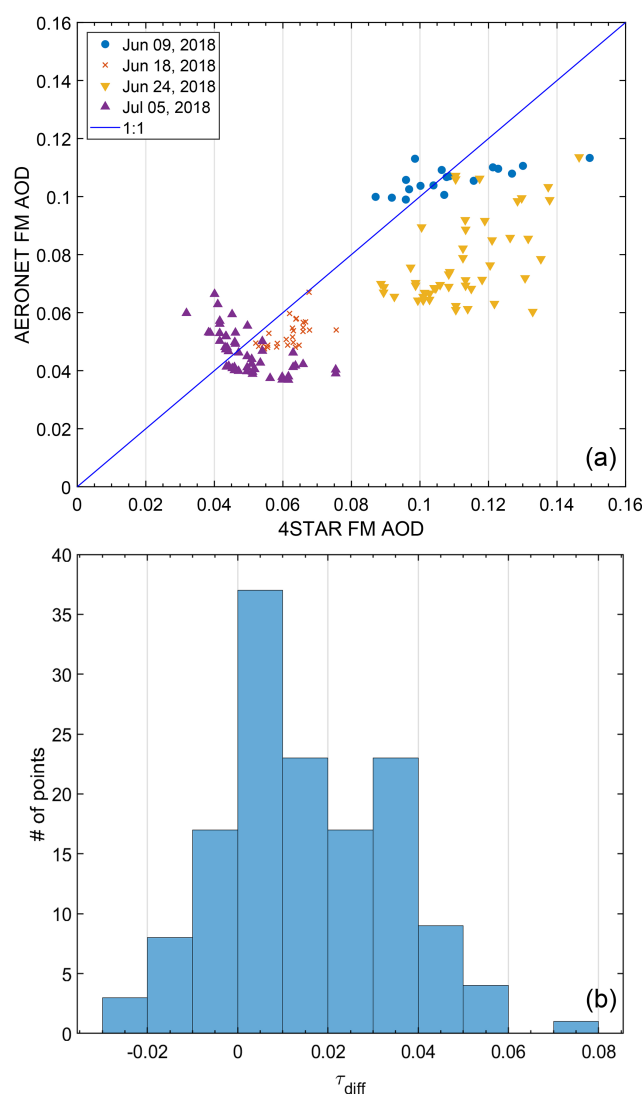 0.16
0.14
0.12
0.1
0.08
0.06
0.04
0.02
0
AERONET FM AOD
Jun 09, 2018
Jun 18, 2018
Jun 24, 2018
Jul 05, 2018
1:1
(a)
0 0.02 0.04 0.06 0.08 0.1 0.12 0.14 0.16
4STAR FM AOD
40
35
30
25
20
15
10
5
0
# of points
(b)
-0.02 0 0.02 0.04 0.06 0.08
τdiff